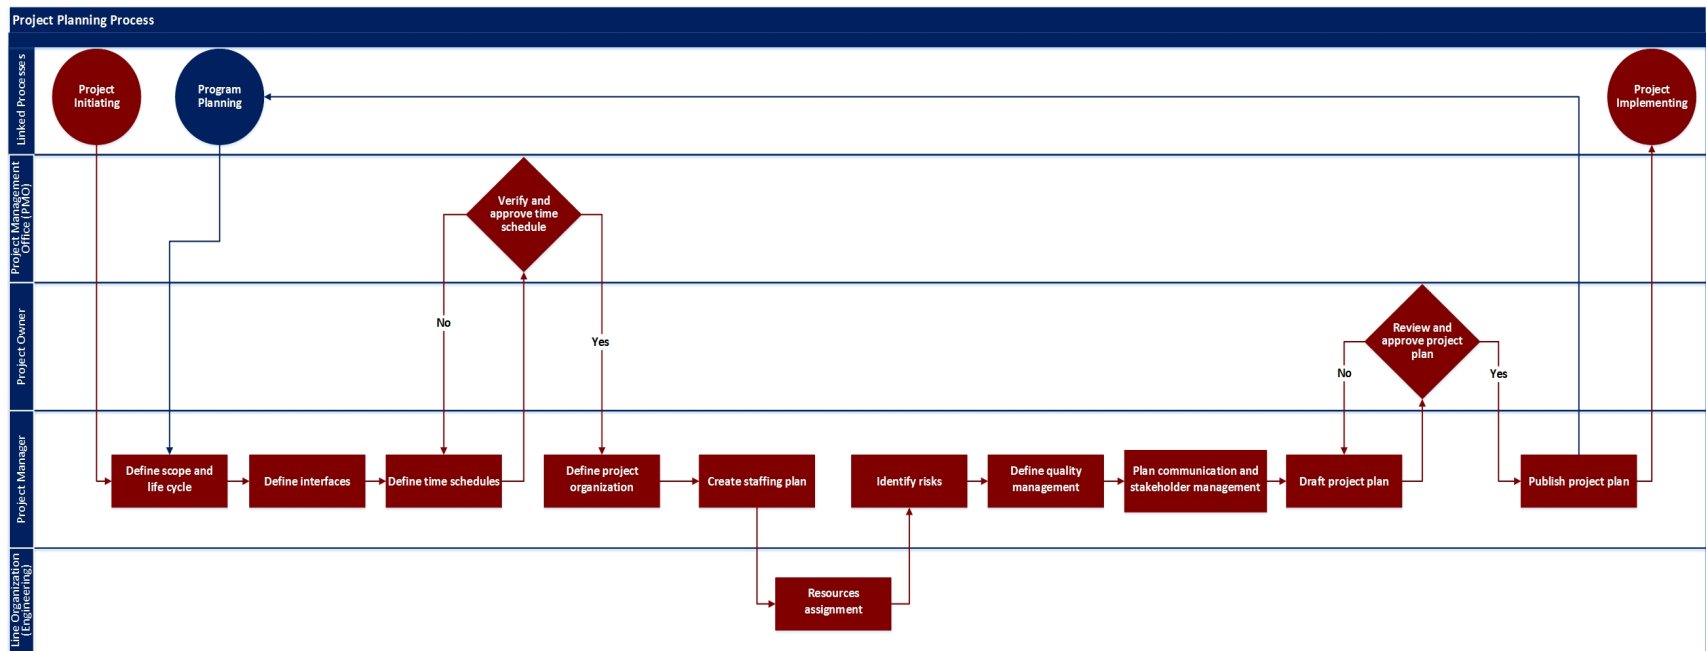 Project Planning Process
Linked Processes
Project
Initiating
Program
Planning
Project
Implementing
Project Management
Office (PMO)
Verify and
approve time
schedule
No
Yes
Project Owner
Review and
approve project
plan
No
Yes
Project Manager
Define scope and
life cycle
Define interfaces
Define time schedules
Define project
organization
Create staffing plan
Identify risks
Define quality
management
Plan communication and
stakeholder management
Draft project plan
Publish project plan
Line Organization
(Engineering)
Resources
assignment